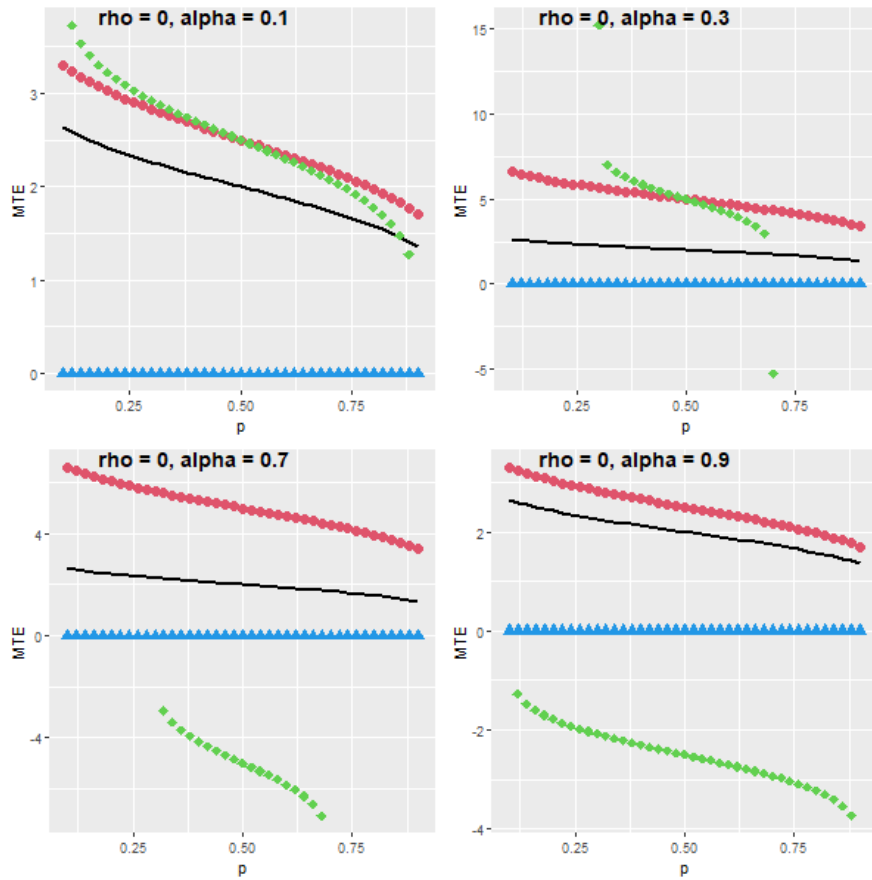 rho = 0, alpha = 0.1
MTE
3
2
1
0
0.25
0.50
0.75
p
rho = 0, alpha = 0.3
MTE
15
10
5
0
-5
0.25
0.50
0.75
p
rho = 0, alpha = 0.7
MTE
4
0
-4
0.25
0.50
0.75
p
rho = 0, alpha = 0.9
MTE
2
0
-2
-4
0.25
0.50
0.75
p